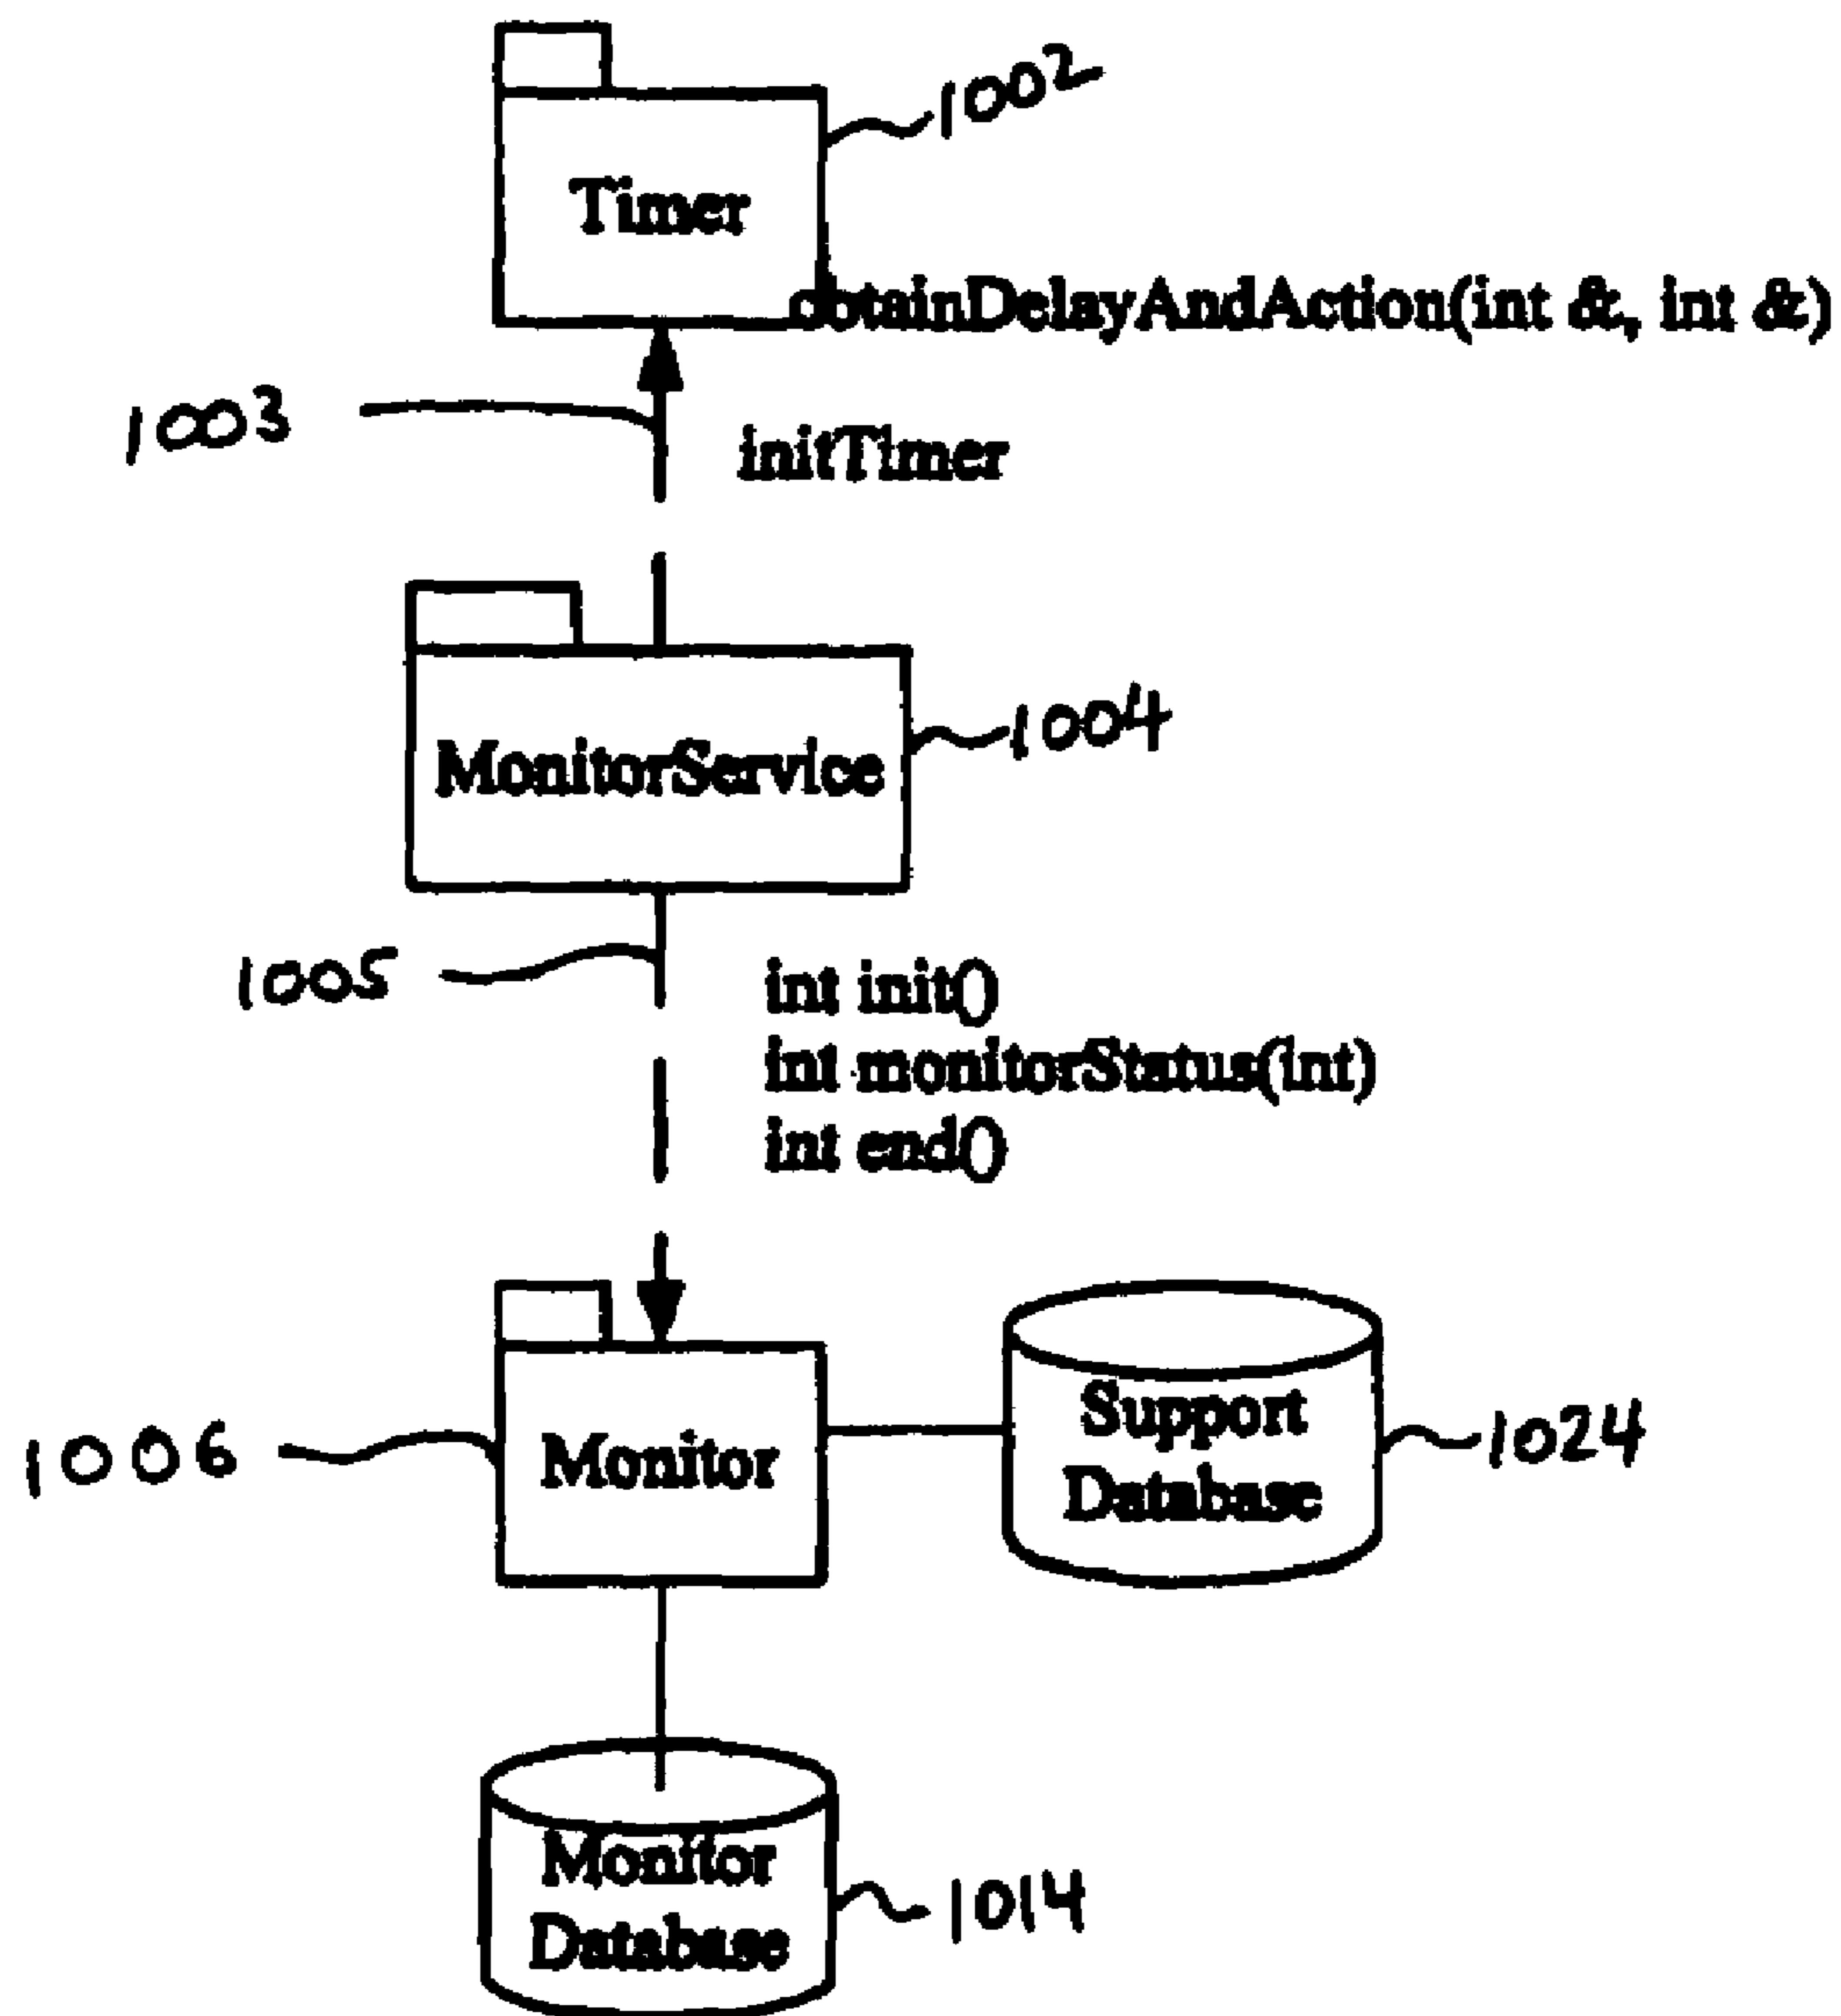 1002
Timer
obtainDelayAndAction(int &, int &)
1003
initTimer
1004
MonitorService
1005
int init()
int monitorStatus(int)
int end()
1006
Monitor
Support
Database
1024
Monitor
Database
1014